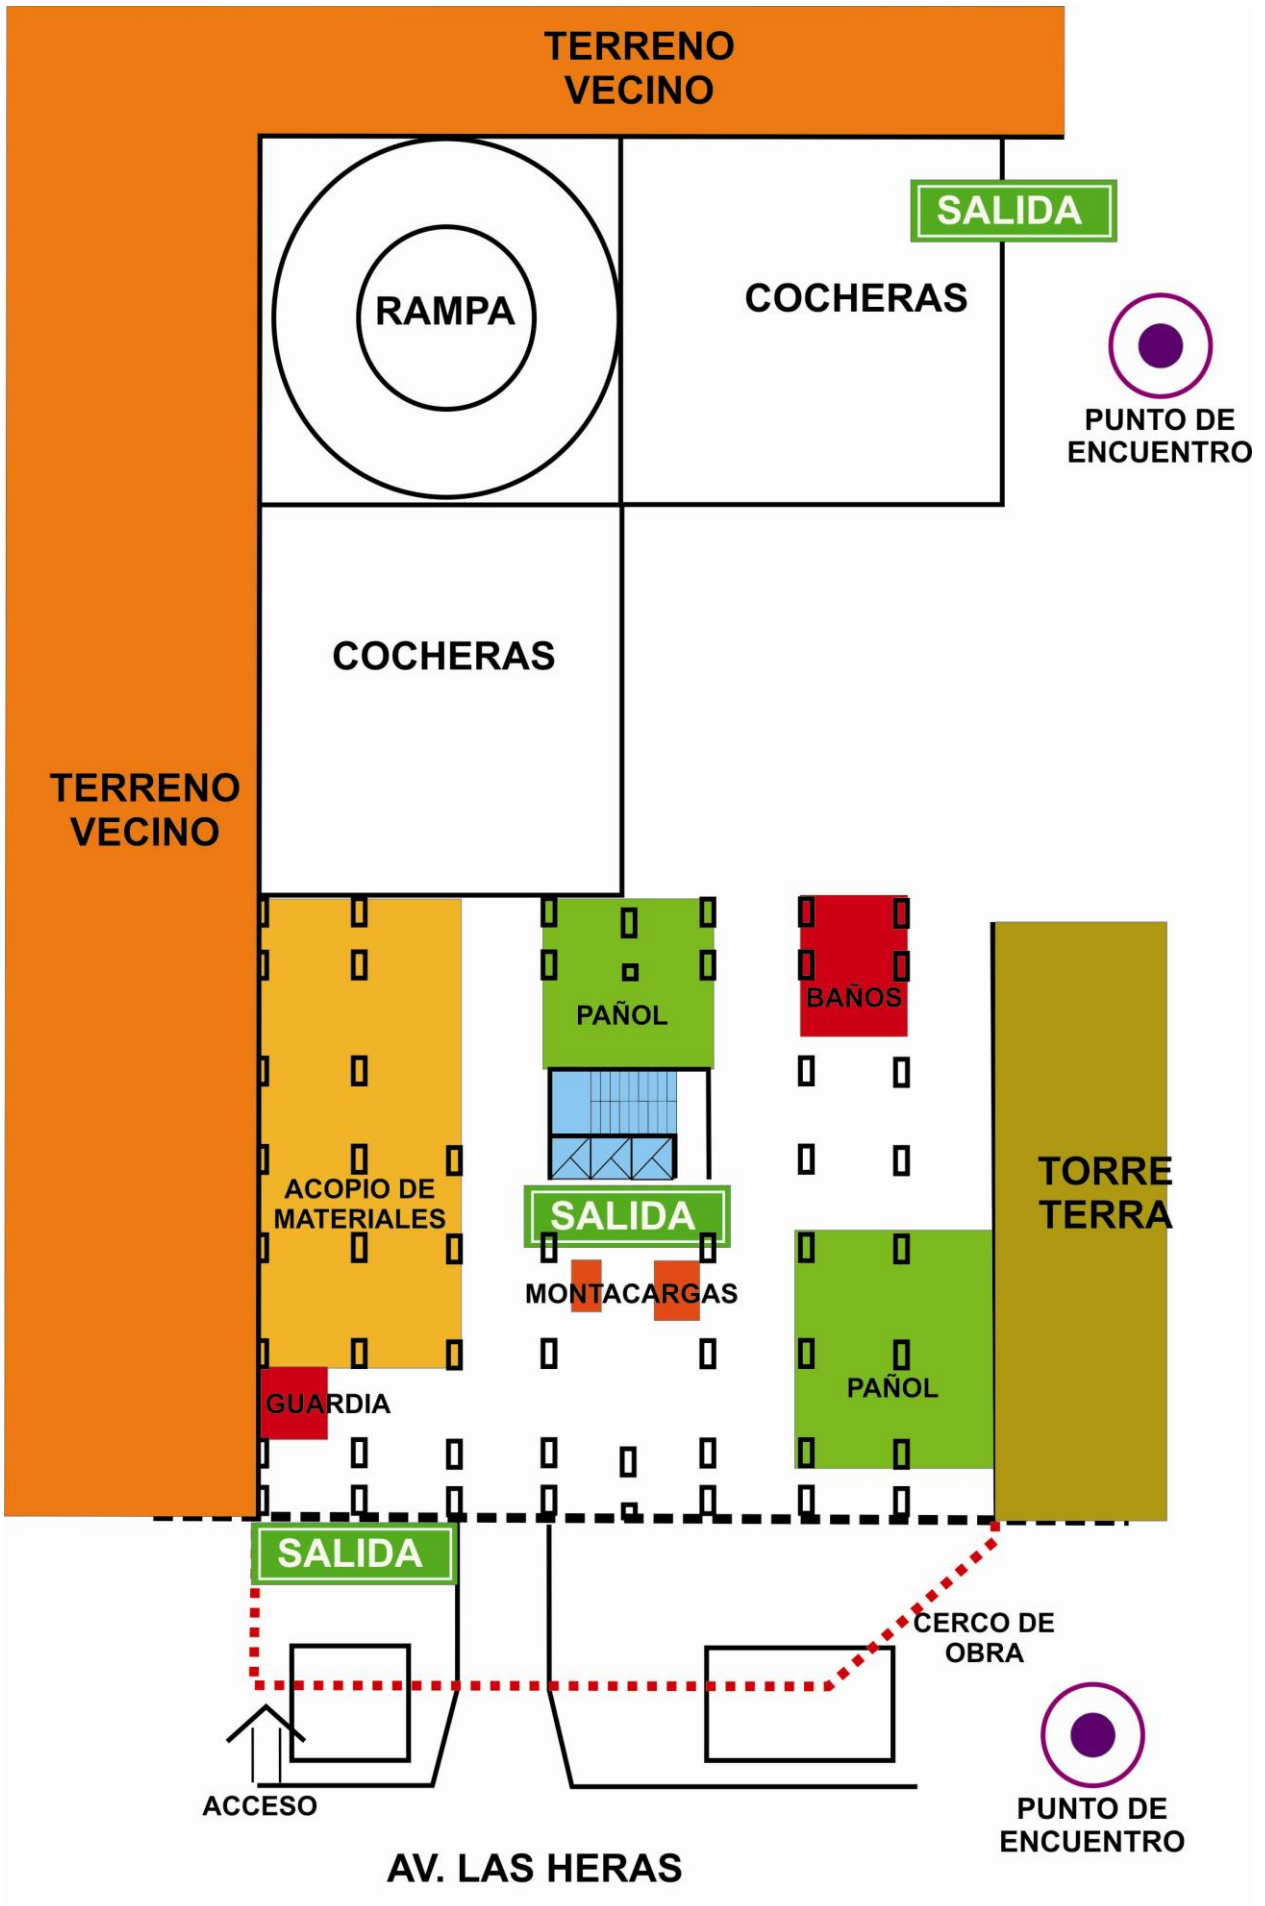 TERRENO
VECINO
SALIDA
RAMPA
COCHERAS
PUNTO DE
ENCUENTRO
COCHERAS
TERRENO
VECINO
PAÑOL
BAÑOS
ACOPIO DE
MATERIALES
TORRE
TERRA
SALIDA
MONTACARGAS
PAÑOL
GUARDIA
SALIDA
CERCO DE
OBRA
ACCESO
PUNTO DE
ENCUENTRO
AV. LAS HERAS